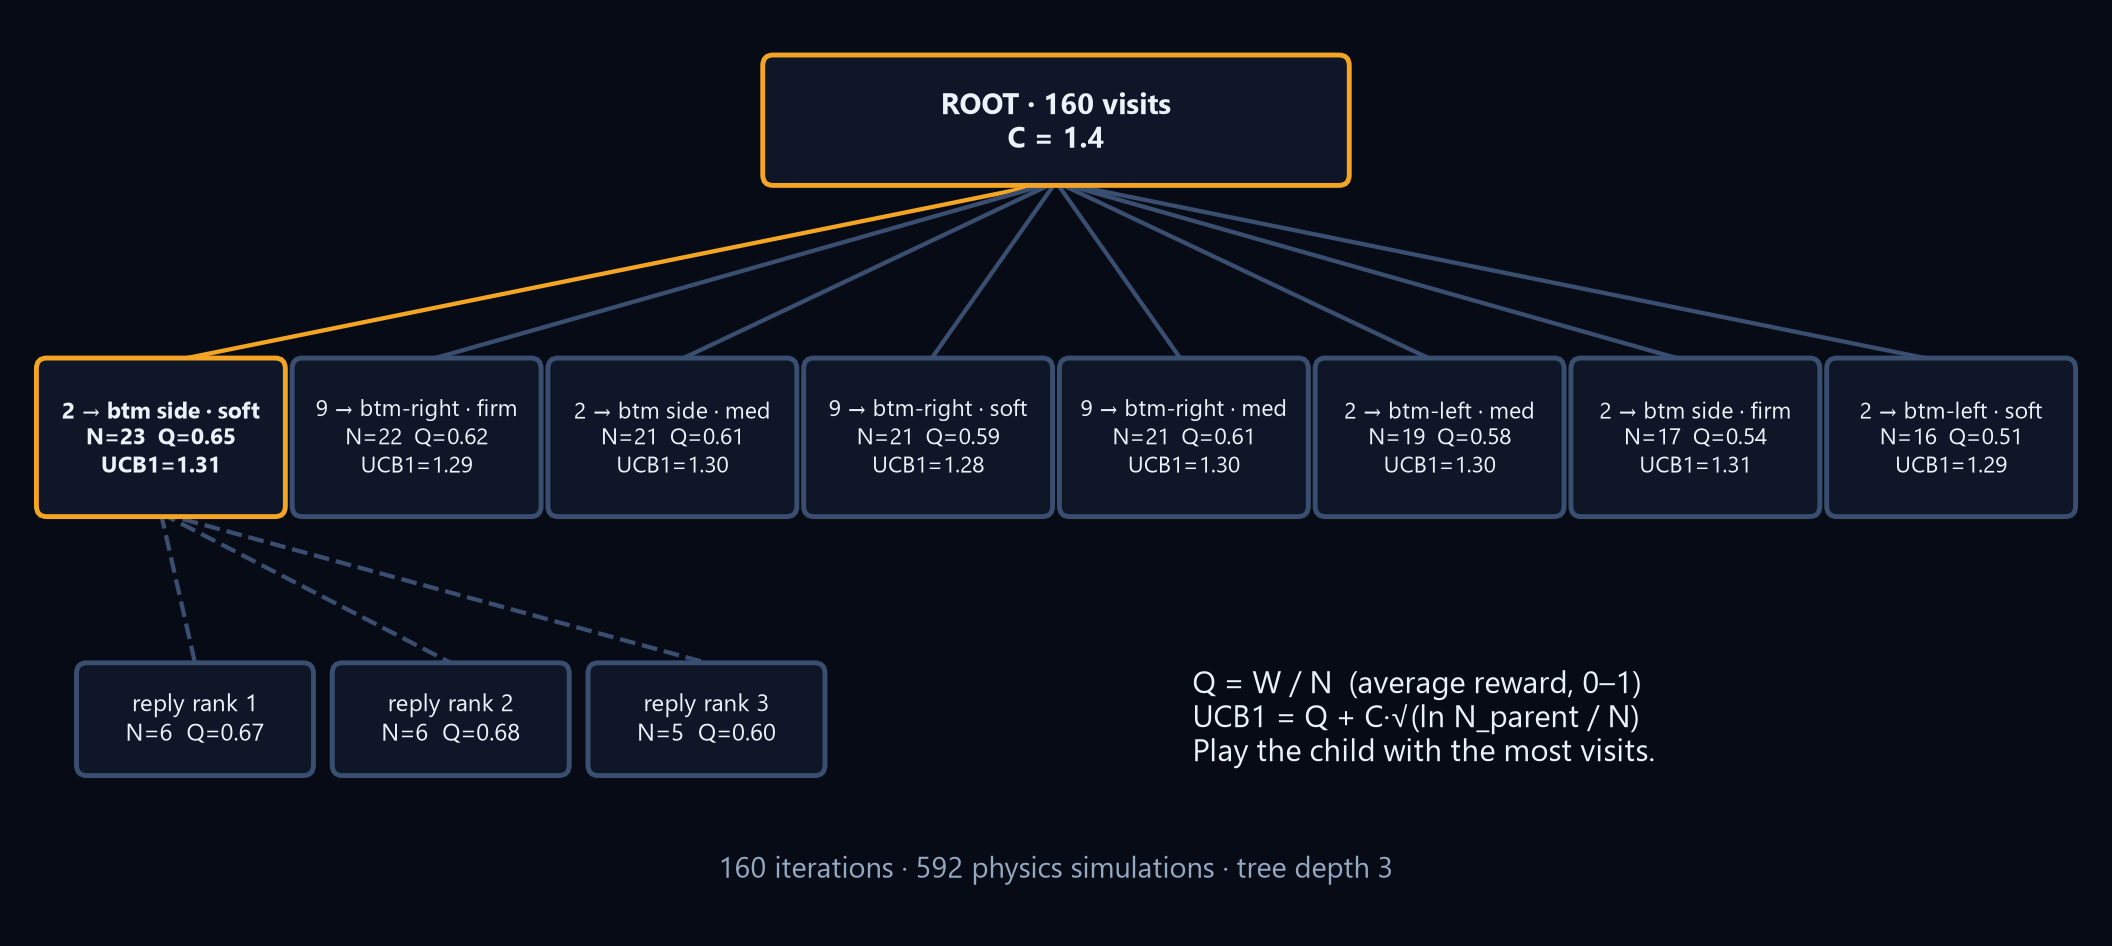 ROOT · 160 visits
C = 1.4
2 → btm side · soft
N=23 Q=0.65
UCB1=1.31
9 → btm-right · firm
N=22 Q=0.62
UCB1=1.29
2 → btm side · med
N=21 Q=0.61
UCB1=1.30
9 → btm-right · soft
N=21 Q=0.59
UCB1=1.28
9 → btm-right · med
N=21 Q=0.61
UCB1=1.30
2 → btm-left · med
N=19 Q=0.58
UCB1=1.30
2 → btm side · firm
N=17 Q=0.54
UCB1=1.31
2 → btm-left · soft
N=16 Q=0.51
UCB1=1.29
reply rank 1
N=6 Q=0.67
reply rank 2
N=6 Q=0.68
reply rank 3
N=5 Q=0.60
Q = W / N (average reward, 0–1)
UCB1 = Q + C·√(ln N_parent / N)
Play the child with the most visits.
160 iterations · 592 physics simulations · tree depth 3